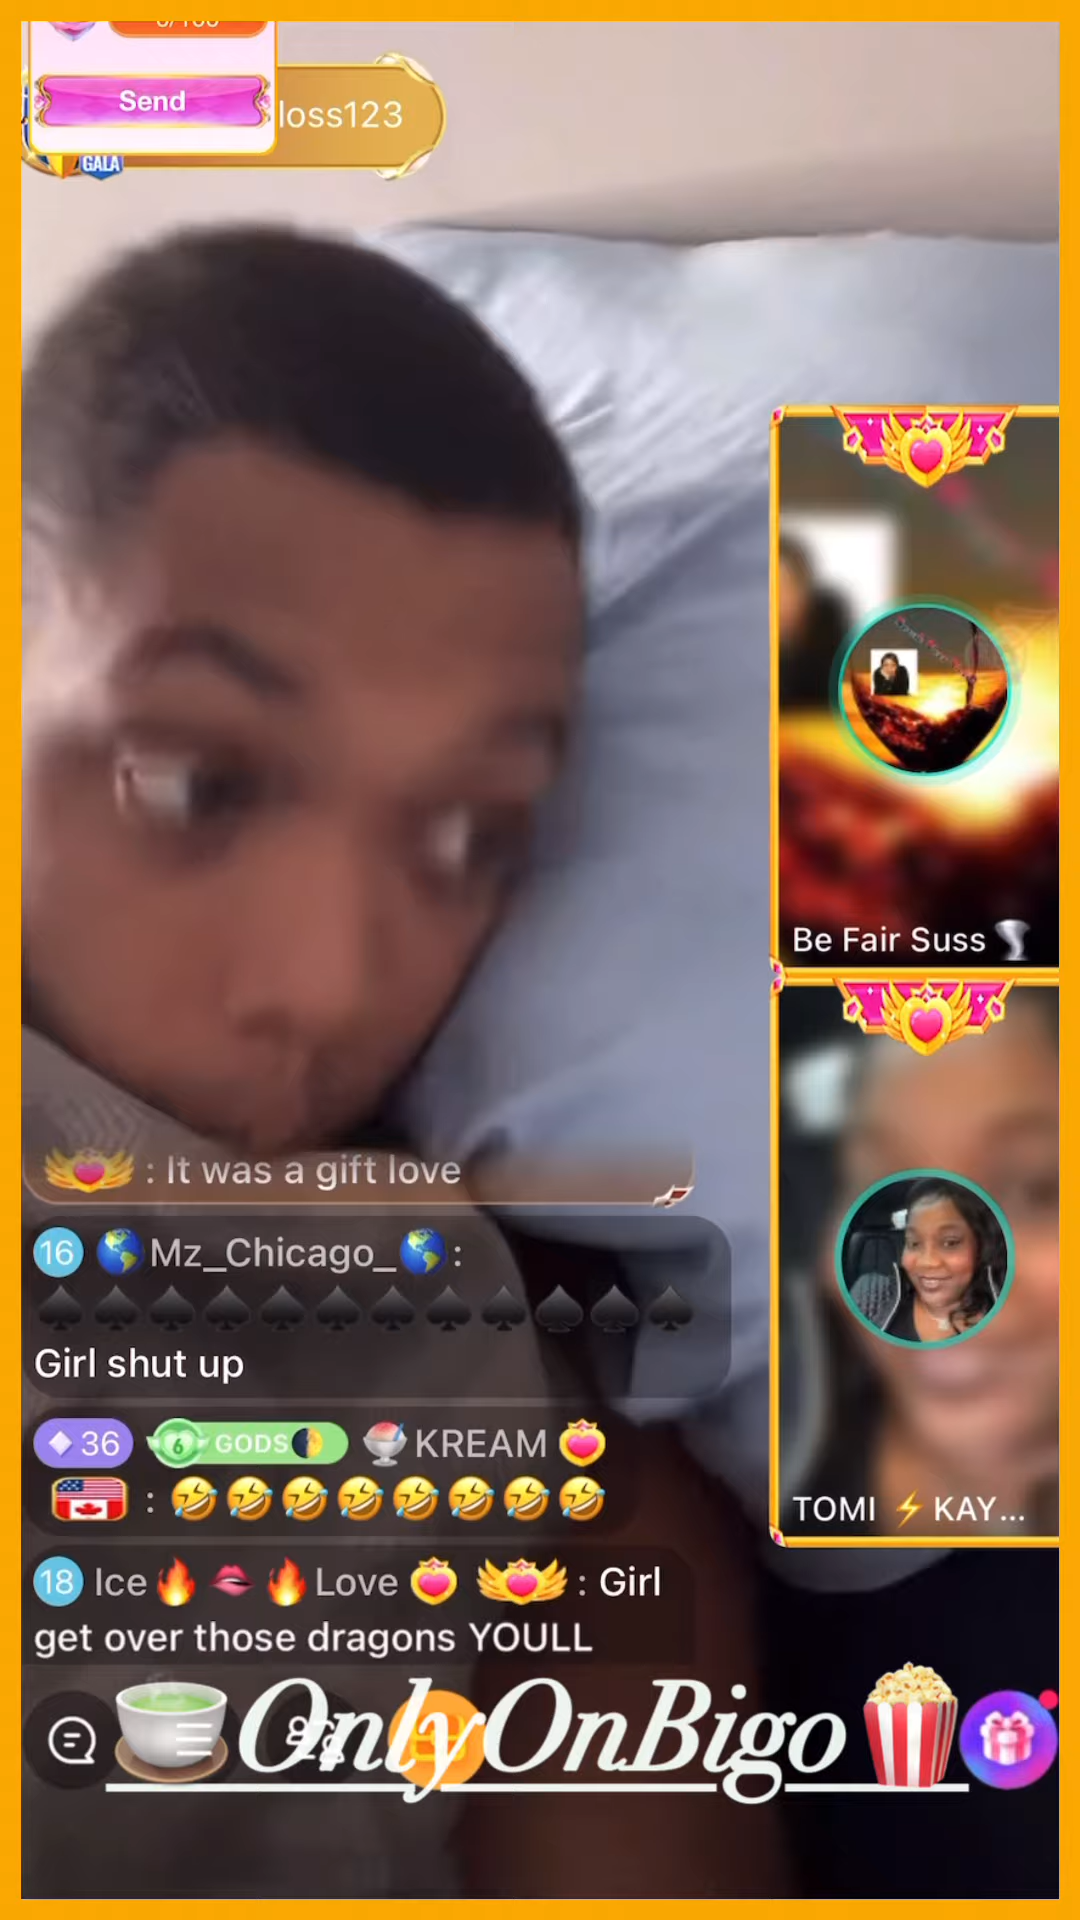 Send
loss123
GALA
Be Fair Suss
: It was a gift love
16 Mz_Chicago_ :
Girl shut up
36 6 GODS KREAM
:
18 Ice Love : Girl
get over those dragons YOULL
TOMI KAY...
OnlyOnBigo